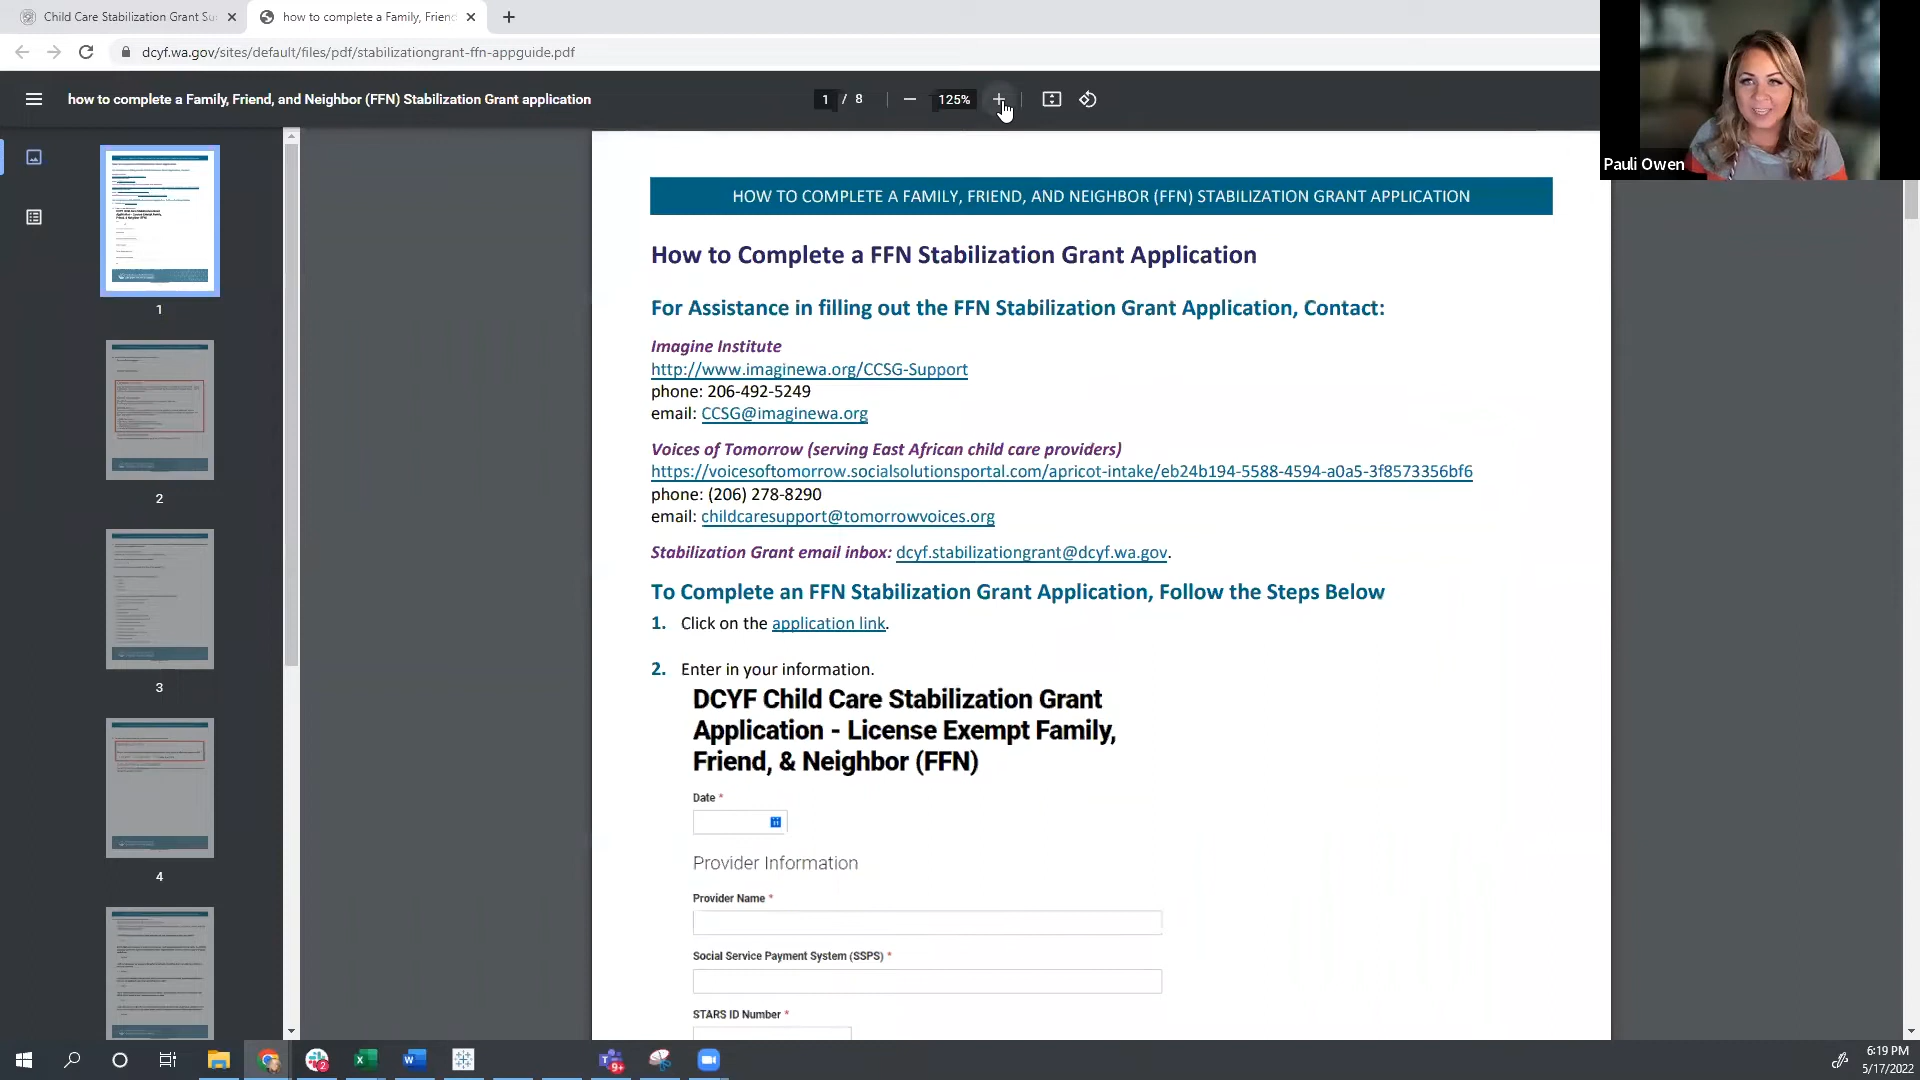 Child Care Stabilization Grant Su
how to complete a Family, Frien
dcyf.wa.gov/sites/default/files/pdf/stabilizationgrant-ffn-appguide.pdf
how to complete a Family, Friend, and Neighbor (FFN) Stabilization Grant application
1 / 8
125%
Pauli Owen
1
2
3
4
HOW TO COMPLETE A FAMILY, FRIEND, AND NEIGHBOR (FFN) STABILIZATION GRANT APPLICATION
How to Complete a FFN Stabilization Grant Application
For Assistance in filling out the FFN Stabilization Grant Application, Contact:
Imagine Institute
http://www.imaginewa.org/CCSG-Support
phone: 206-492-5249
email: CCSG@imaginewa.org
Voices of Tomorrow (serving East African child care providers)
https://voicesoftomorrow.socialsolutionsportal.com/apricot-intake/eb24b194-5588-4594-a0a5-3f8573356bf6
phone: (206) 278-8290
email: childcaresupport@tomorrowvoices.org
Stabilization Grant email inbox: dcyf.stabilizationgrant@dcyf.wa.gov.
To Complete an FFN Stabilization Grant Application, Follow the Steps Below
1. Click on the application link.
2. Enter in your information.
DCYF Child Care Stabilization Grant
Application - License Exempt Family,
Friend, & Neighbor (FFN)
Date *
Provider Information
Provider Name *
Social Service Payment System (SSPS) *
STARS ID Number *
2
9+
6:19 PM
5/17/2022